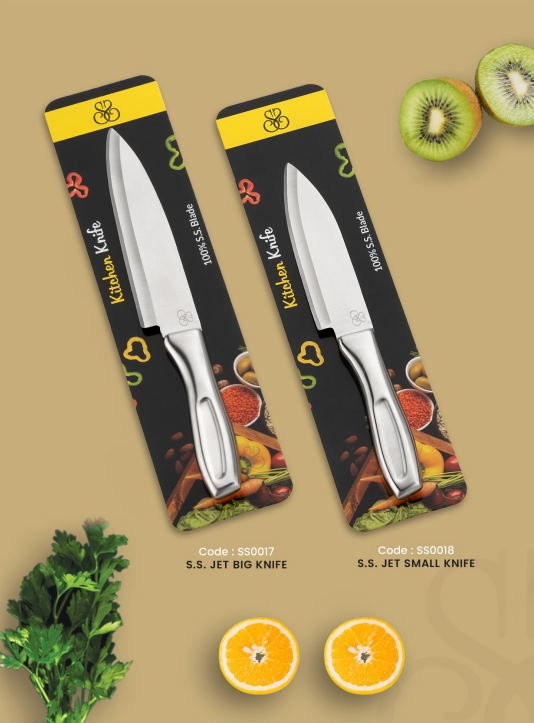 Kitchen Knife
100% S.S. Blade
Kitchen Knife
100% S.S. Blade
Code : SS0017
S.S. JET BIG KNIFE
Code : SS0018
S.S. JET SMALL KNIFE